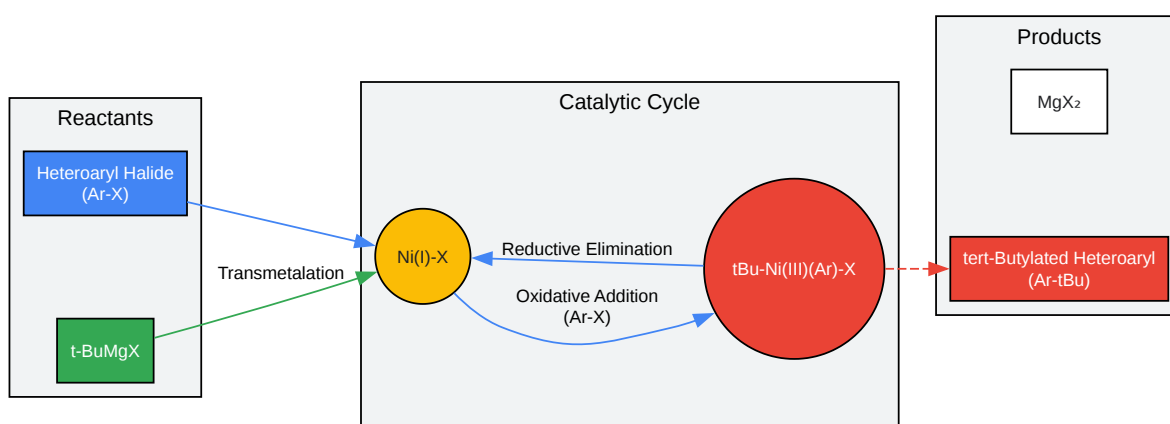 Reactants
Heteroaryl Halide
(Ar-X)
Transmetalation
t-BuMgX
Catalytic Cycle
Ni(I)-X
Reductive Elimination
Oxidative Addition
(Ar-X)
tBu-Ni(III)(Ar)-X
Products
MgX₂
tert-Butylated Heteroaryl
(Ar-tBu)